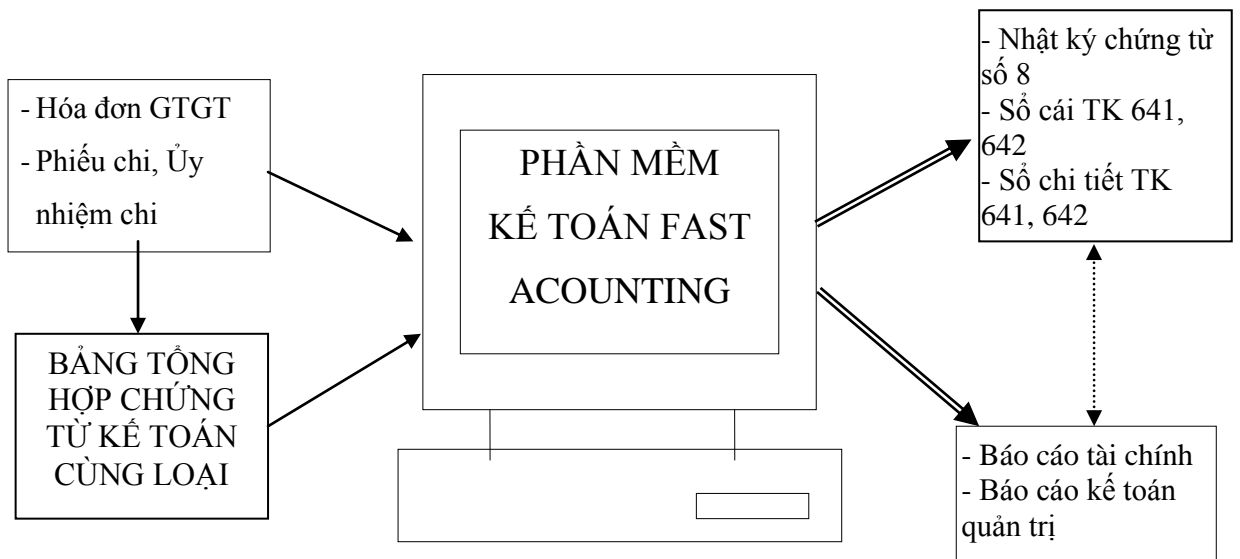 - Hóa đơn GTGT
- Phiếu chi, Ủy
nhiệm chi
BẢNG TỔNG
HỢP CHỨNG
TỪ KẾ TOÁN
CÙNG LOẠI
PHẦN MỀM
KẾ TOÁN FAST
ACOUNTING
- Nhật ký chứng từ
số 8
- Sổ cái TK 641,
642
- Sổ chi tiết TK
641, 642
- Báo cáo tài chính
- Báo cáo kế toán
quản trị